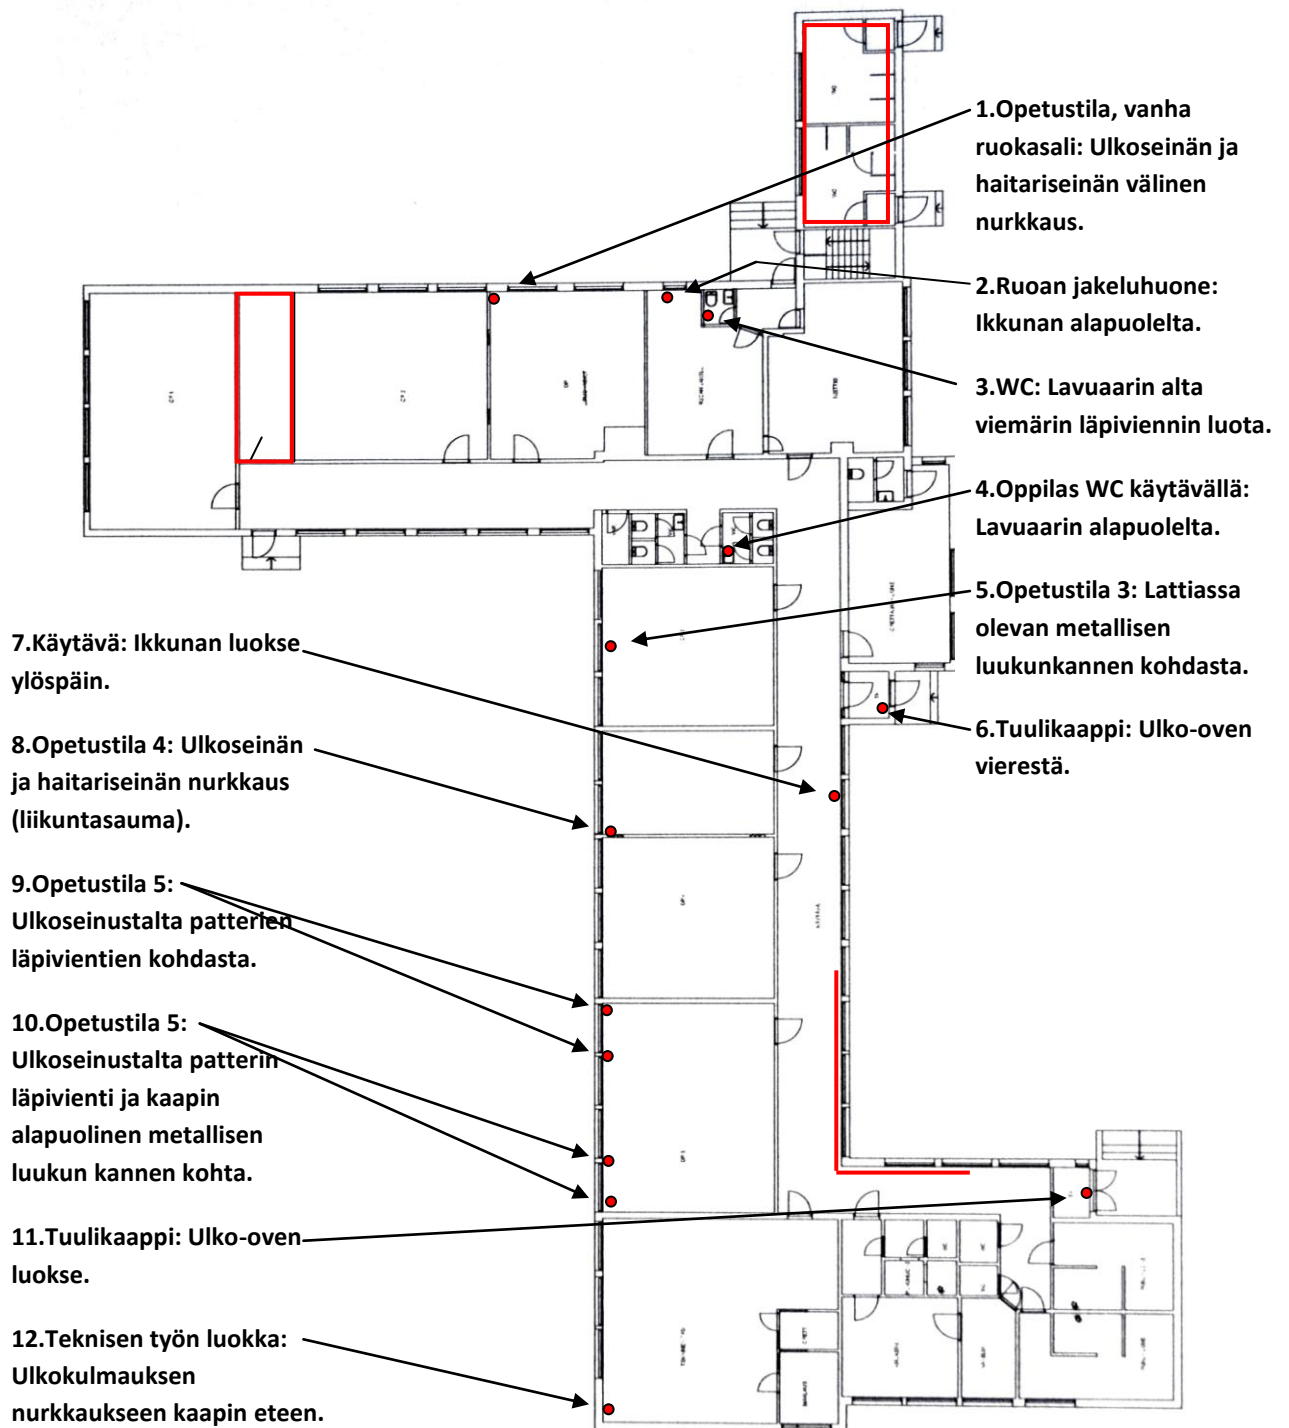 1.Opetustila, vanha
ruokasali: Ulkoseinän ja
haitariseinän välinen
nurkkaus.
2.Ruoan jakeluhuone:
Ikkunan alapuolelta.
3.WC: Lavuaarin alta
viemärin läpiviennin luota.
4.Oppilas WC käytävällä:
Lavuaarin alapuolelta.
5.Opetustila 3: Lattiassa
olevan metallisen
luukunkannen kohdasta.
6.Tuulikaappi: Ulko-oven
vierestä.
7.Käytävä: Ikkunan luokse
ylöspäin.
8.Opetustila 4: Ulkoseinän
ja haitariseinän nurkkaus
(liikuntasauma).
9.Opetustila 5:
Ulkoseinustalta patterien
läpivientien kohdasta.
10.Opetustila 5:
Ulkoseinustalta patterin
läpivienti ja kaapin
alapuolinen metallisen
luukun kannen kohta.
11.Tuulikaappi: Ulko-oven
luokse.
12.Teknisen työn luokka:
Ulkokulmauksen
nurkkaukseen kaapin eteen.